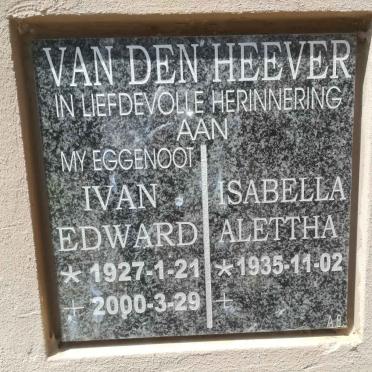 VAN DEN HEEVER
IN LIEFDEVOLLE HERINNERING
AAN
MY EGGENOOT
IVAN
EDWARD
* 1927-1-21
+ 2000-3-29
ISABELLA
ALETTHA
* 1935-11-02
+